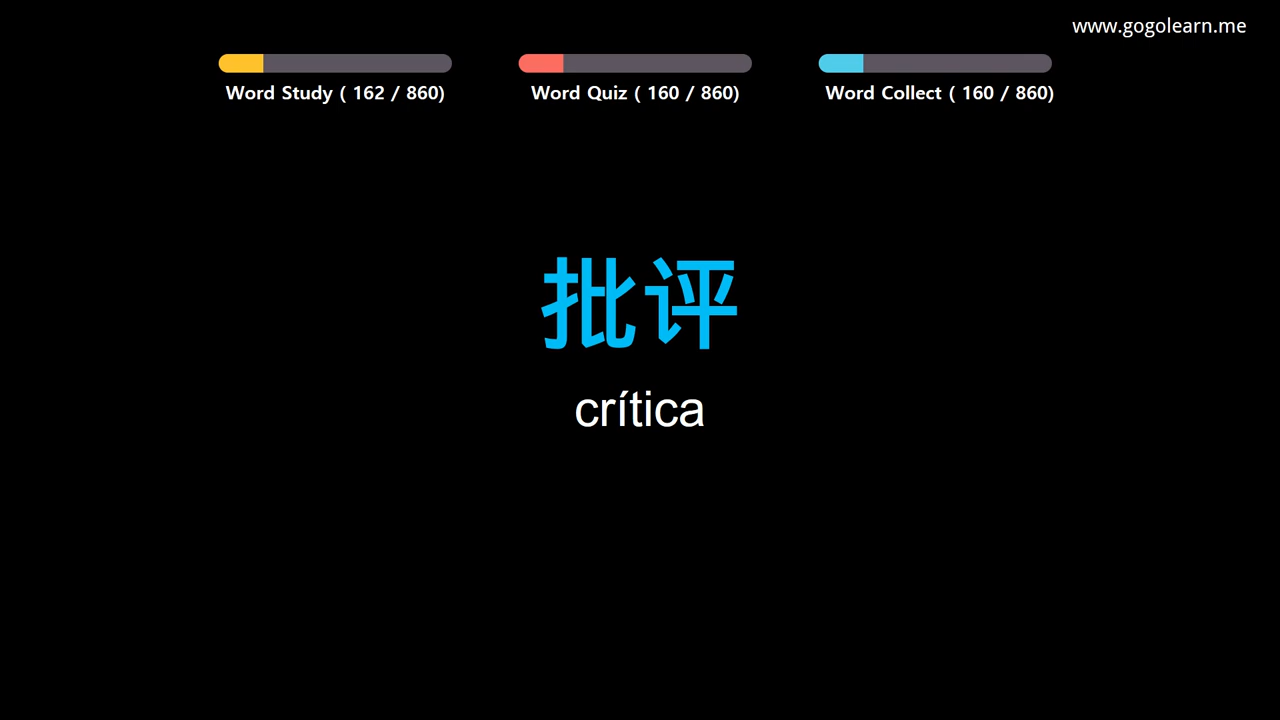 www.gogolearn.me
Word Study ( 162 / 860)
Word Quiz ( 160 / 860)
Word Collect ( 160 / 860)
批评
crítica